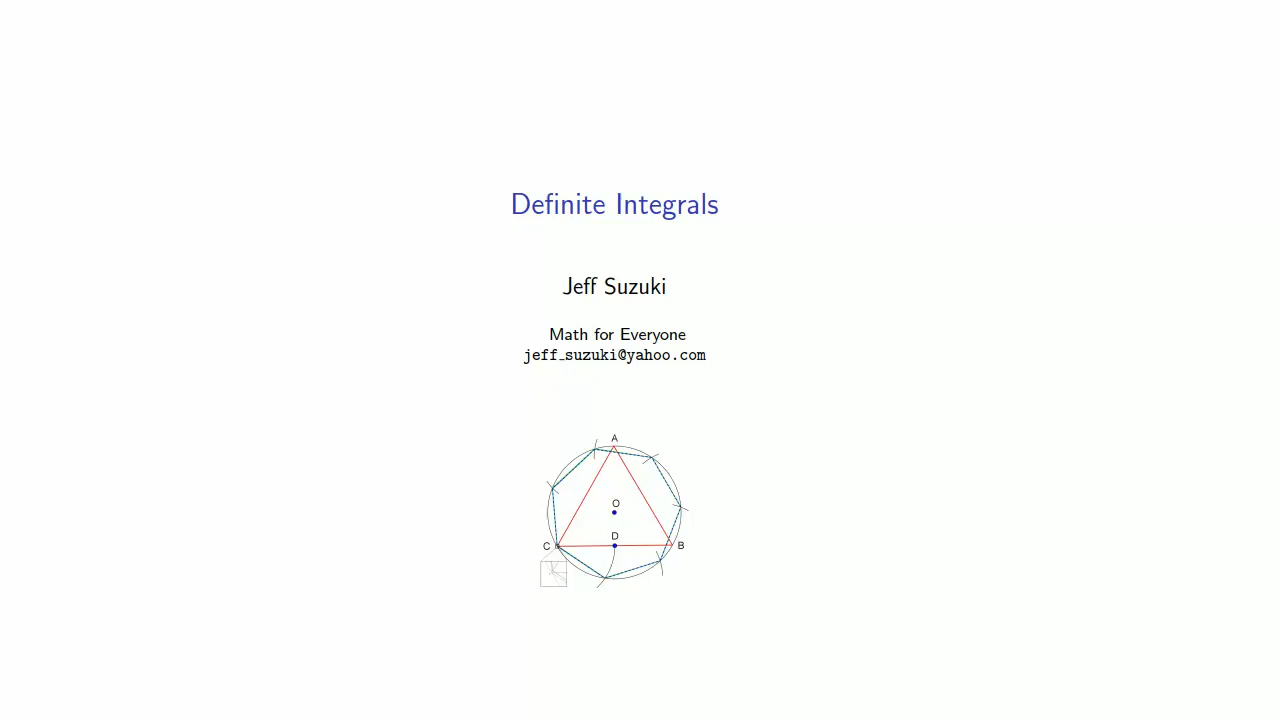 Definite Integrals
Jeff Suzuki
Math for Everyone
jeff_suzuki@yahoo.com
A
O
D
C
B